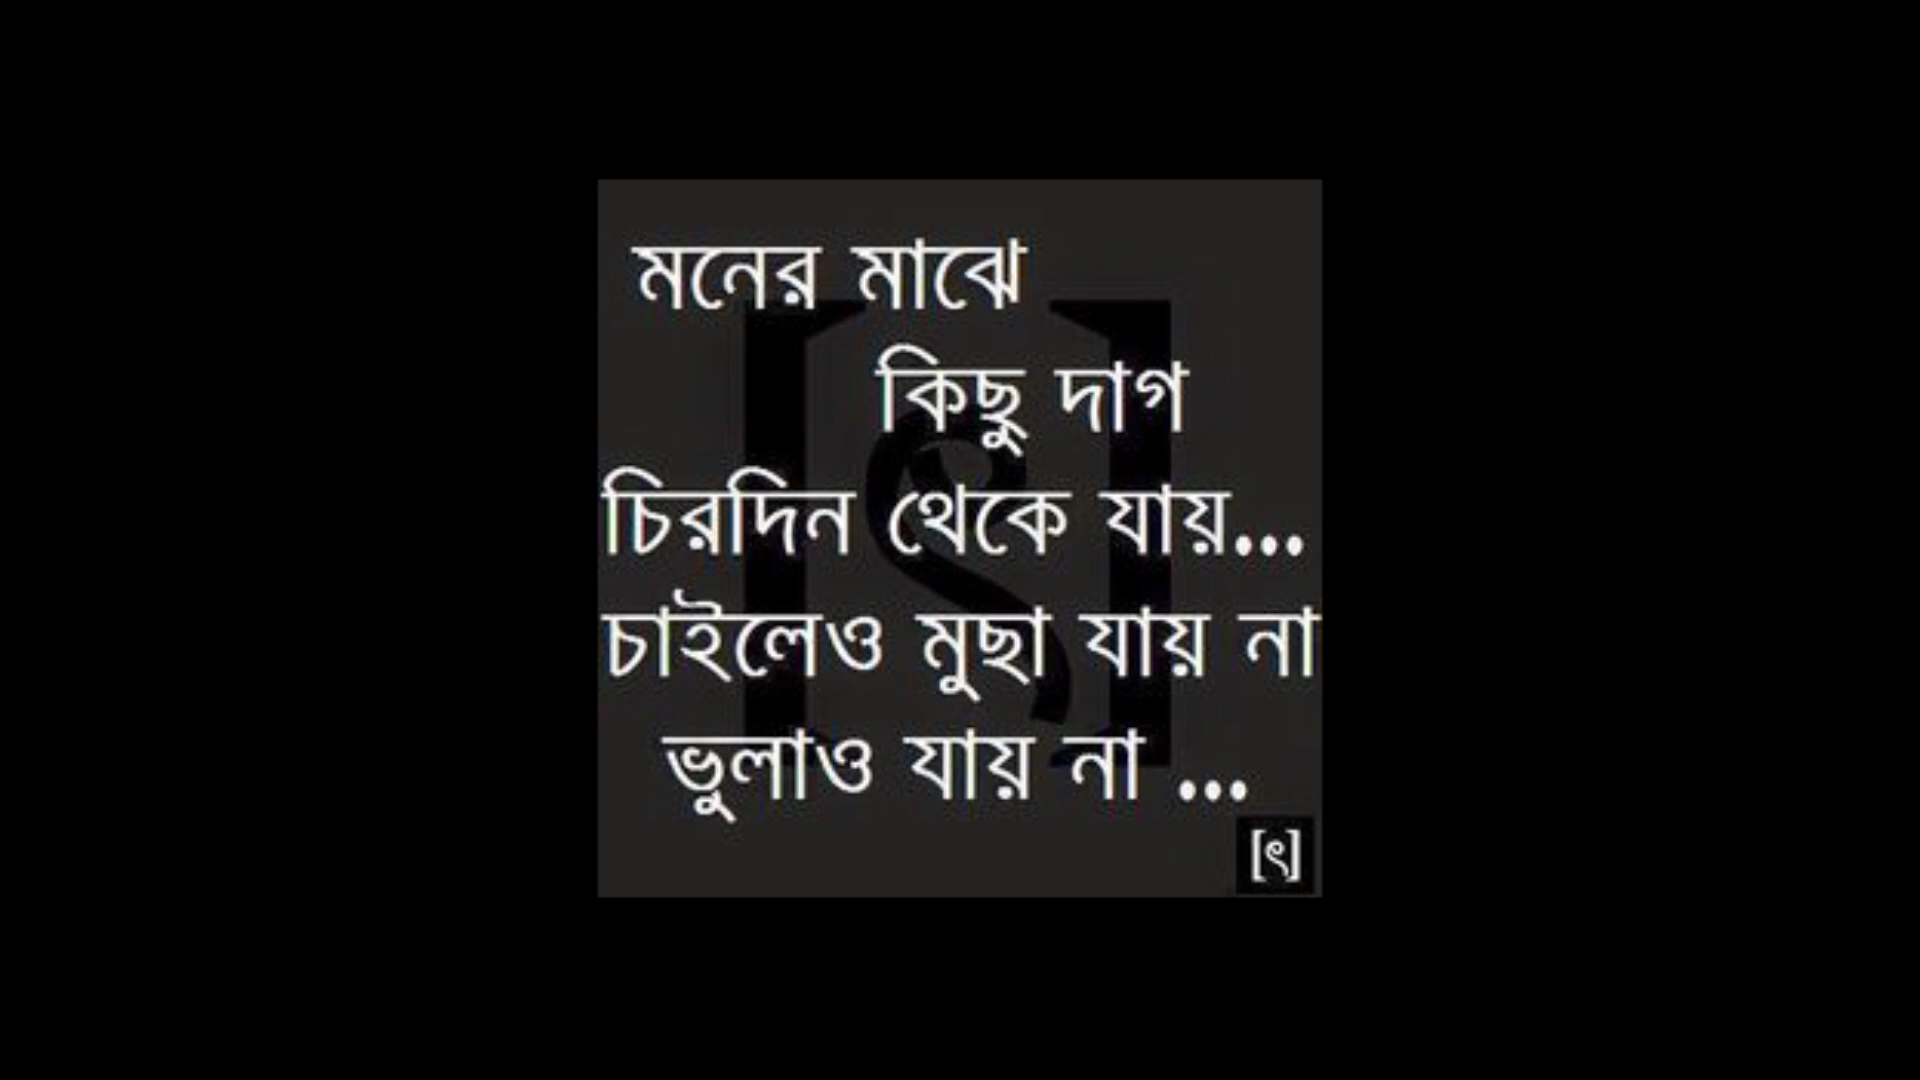 মনের মাঝে
কিছু দাগ
চিরদিন থেকে যায়...
চাইলেও মুছা যায় না
ভুলাও যায় না ...
[ৎ]